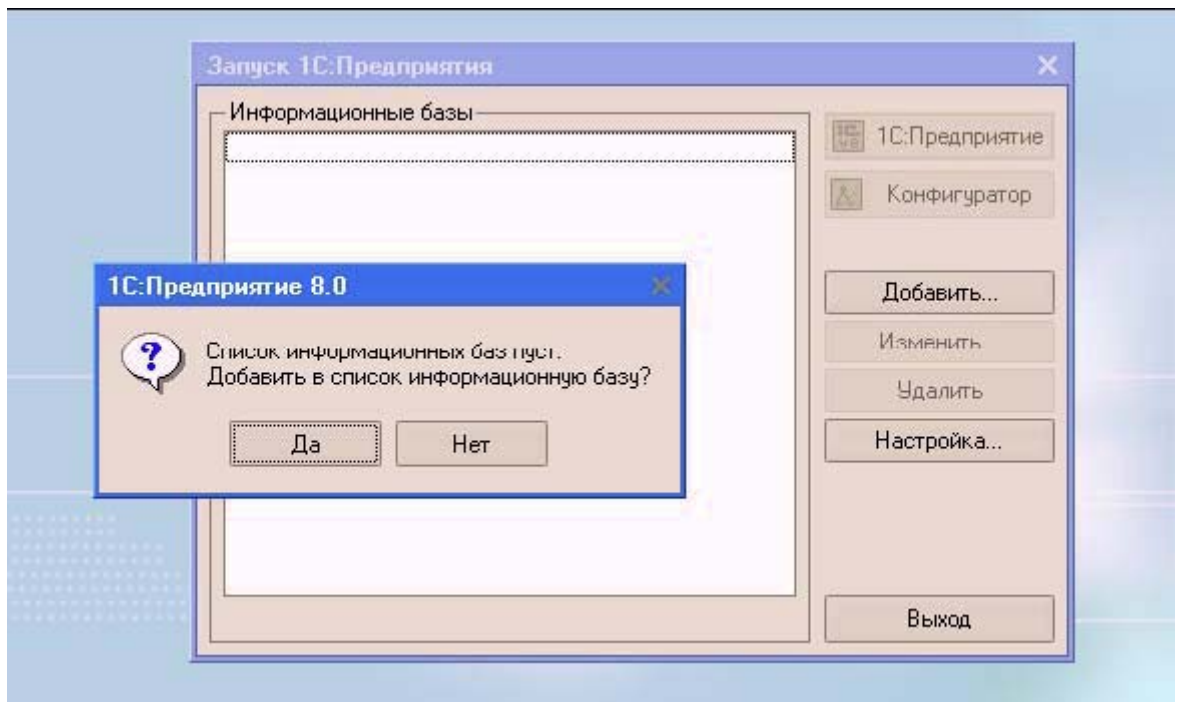 Запуск 1С:Предприятия
Информационные базы
1С:Предприятие
Конфигуратор
1С:Предприятие 8.0
Список информационных баз пуст.
Добавить в список информационную базу?
Да
Нет
Добавить...
Изменить
Удалить
Настройка...
Выход